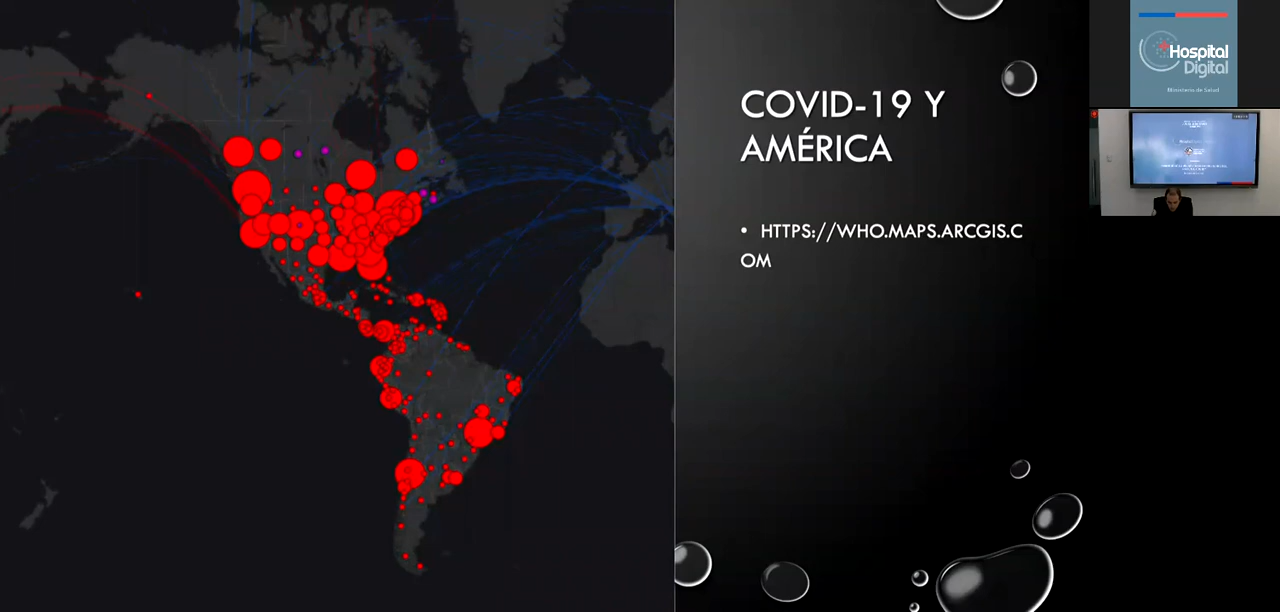 COVID-19 Y
AMÉRICA
• HTTPS://WHO.MAPS.ARCGIS.C
OM
Hospital
Digital
Ministerio de Salud